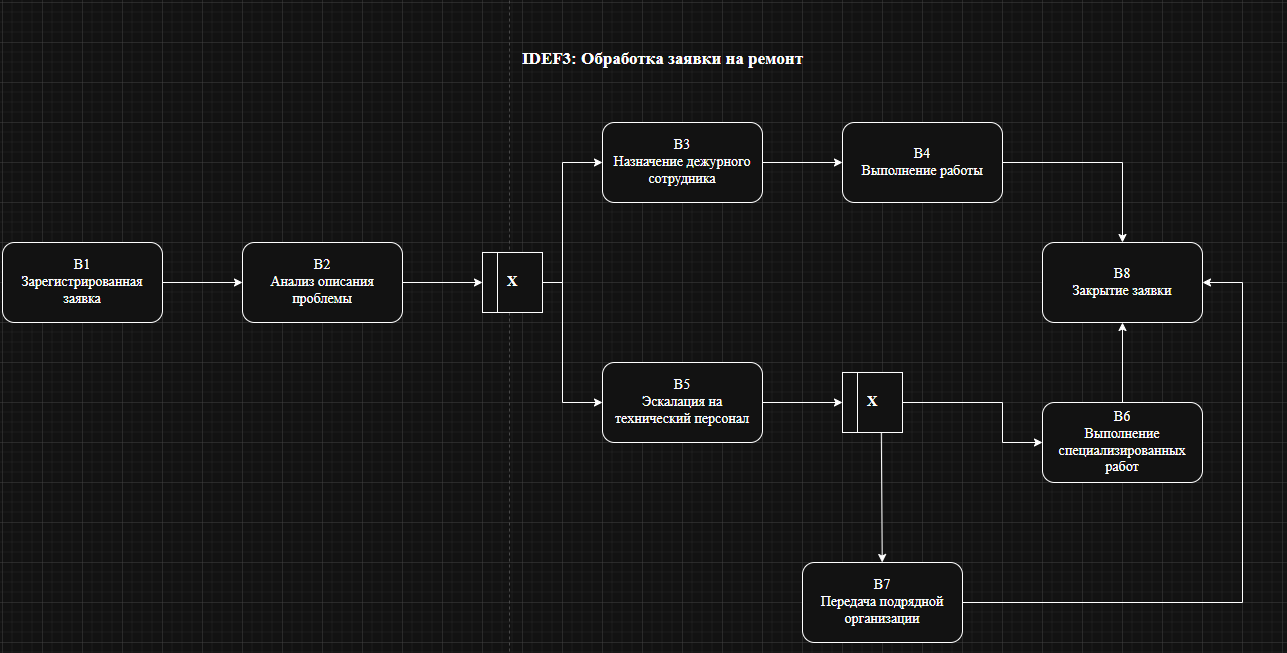 IDEF3: Обработка заявки на ремонт
B3
Назначение дежурного
сотрудника
B4
Выполнение работы
B1
Зарегистрированная
заявка
B2
Анализ описания
проблемы
X
B8
Закрытие заявки
B5
Эскалация на
технический персонал
X
B6
Выполнение
специализированных
работ
B7
Передача подрядной
организации